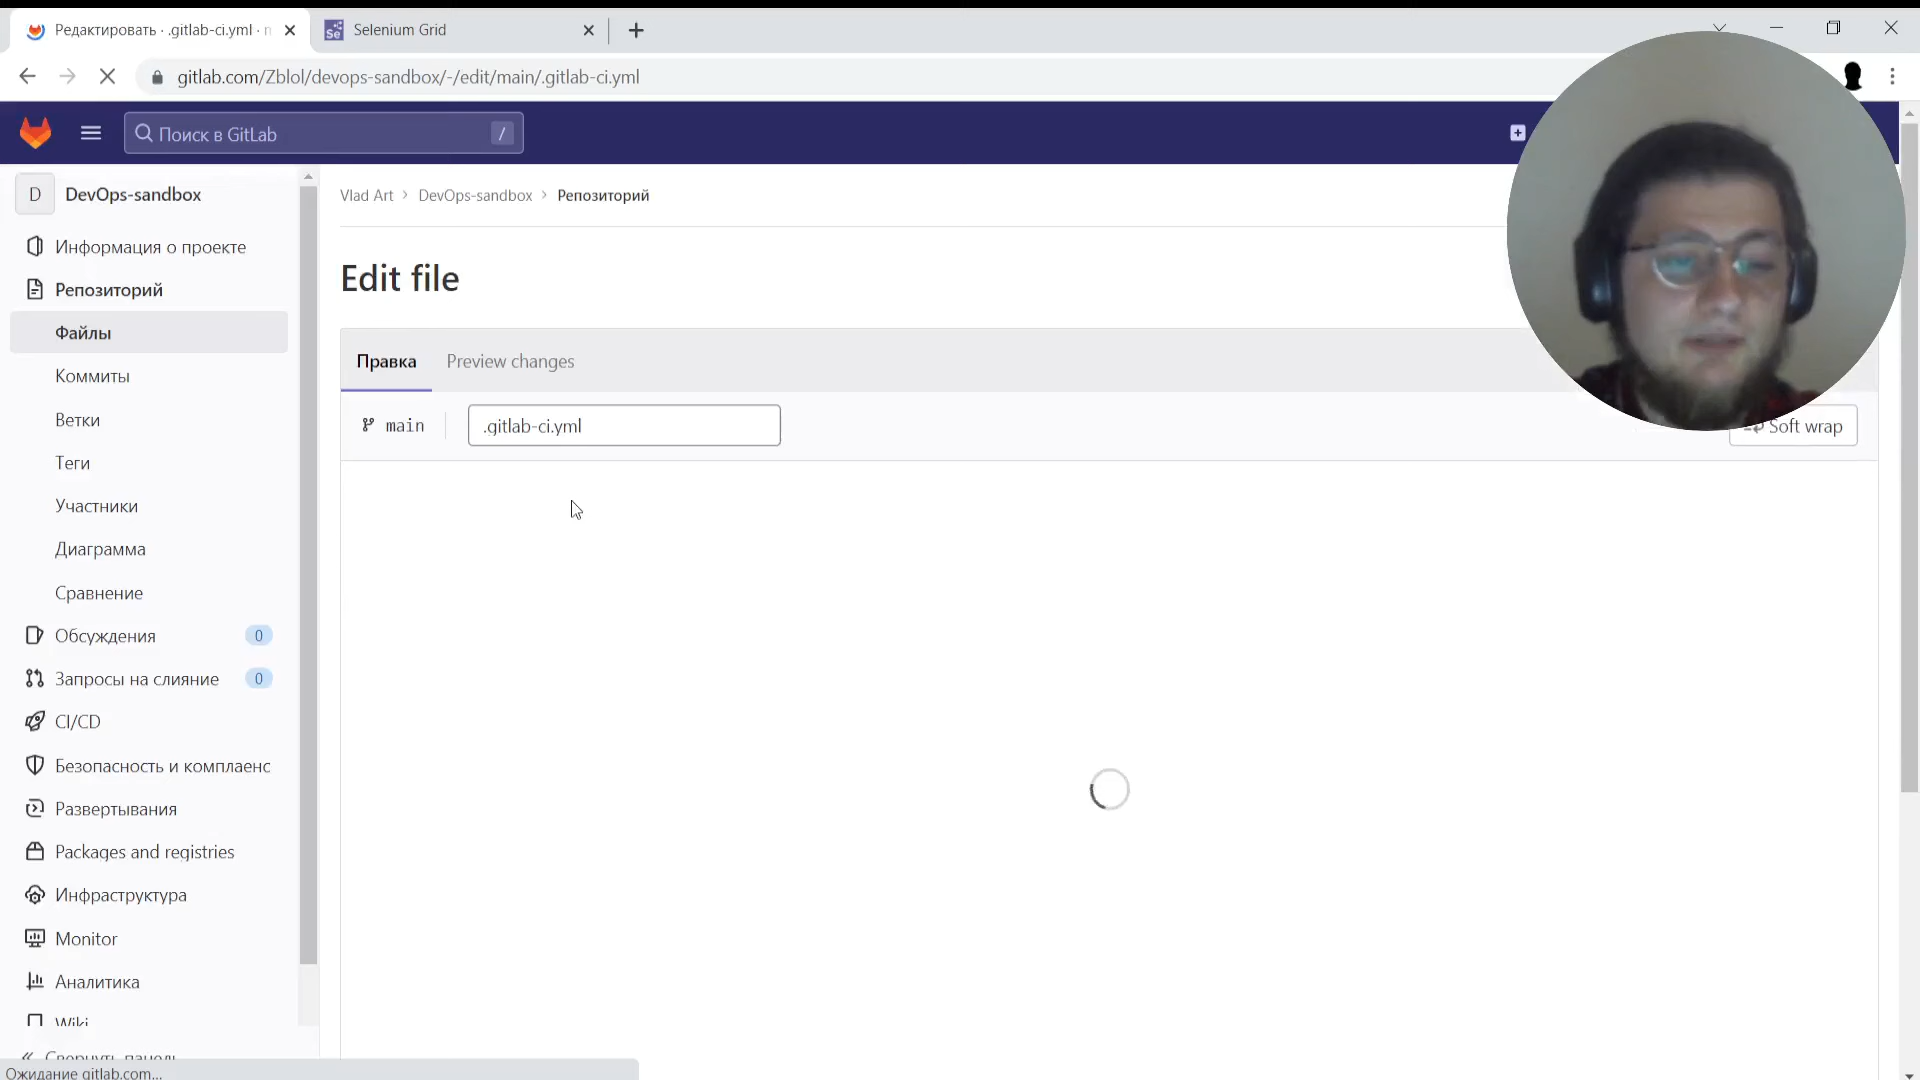 Редактировать · .gitlab-ci.yml ·
Selenium Grid
gitlab.com/Zblol/devops-sandbox/-/edit/main/.gitlab-ci.yml
Поиск в GitLab
/
D
DevOps-sandbox
Информация о проекте
Репозиторий
Файлы
Коммиты
Ветки
Теги
Участники
Диаграмма
Сравнение
Обсуждения
0
Запросы на слияние
0
CI/CD
Безопасность и комплаенс
Развертывания
Packages and registries
Инфраструктура
Monitor
Аналитика
Wiki
Свернуть панель
Ожидание gitlab.com...
Vlad Art
DevOps-sandbox
Репозиторий
Edit file
Правка
Preview changes
main
.gitlab-ci.yml
Soft wrap